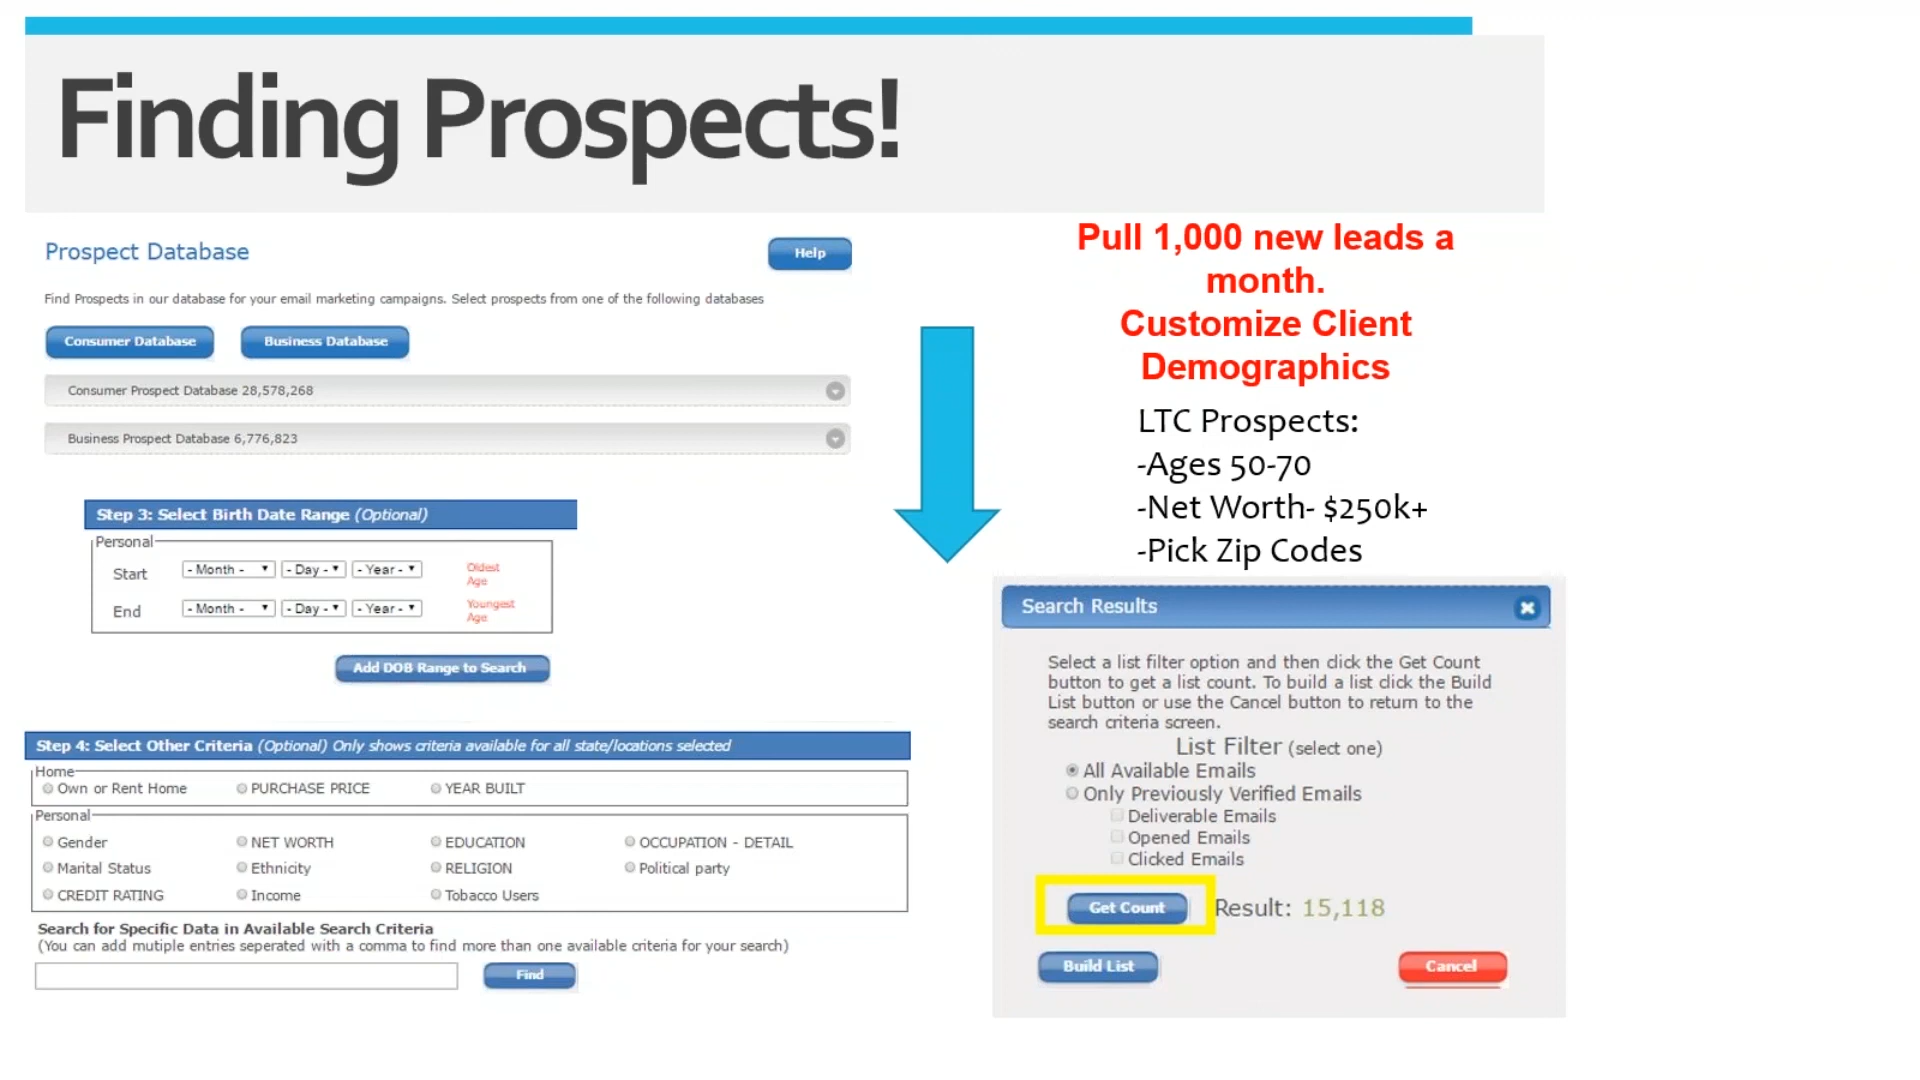 Finding Prospects!
Prospect Database
Help
Find Prospects in our database for your email marketing campaigns. Select prospects from one of the following databases
Consumer Database
Business Database
Consumer Prospect Database 28,578,268
Business Prospect Database 6,776,823
Step 3: Select Birth Date Range (Optional)
Personal
Start
- Month -
- Day -
- Year -
Oldest
Age
End
- Month -
- Day -
- Year -
Youngest
Age
Add DOB Range to Search
Step 4: Select Other Criteria (Optional) Only shows criteria available for all state/locations selected
Home
Own or Rent Home
PURCHASE PRICE
YEAR BUILT
Personal
Gender
NET WORTH
EDUCATION
OCCUPATION - DETAIL
Marital Status
Ethnicity
RELIGION
Political party
CREDIT RATING
Income
Tobacco Users
Search for Specific Data in Available Search Criteria
(You can add mutiple entries seperated with a comma to find more than one available criteria for your search)
Find
Pull 1,000 new leads a
month.
Customize Client
Demographics
LTC Prospects:
-Ages 50-70
-Net Worth- $250k+
-Pick Zip Codes
Search Results
Select a list filter option and then click the Get Count
button to get a list count. To build a list click the Build
List button or use the Cancel button to return to the
search criteria screen.
List Filter (select one)
All Available Emails
Only Previously Verified Emails
Deliverable Emails
Opened Emails
Clicked Emails
Get Count
Result: 15,118
Build List
Cancel